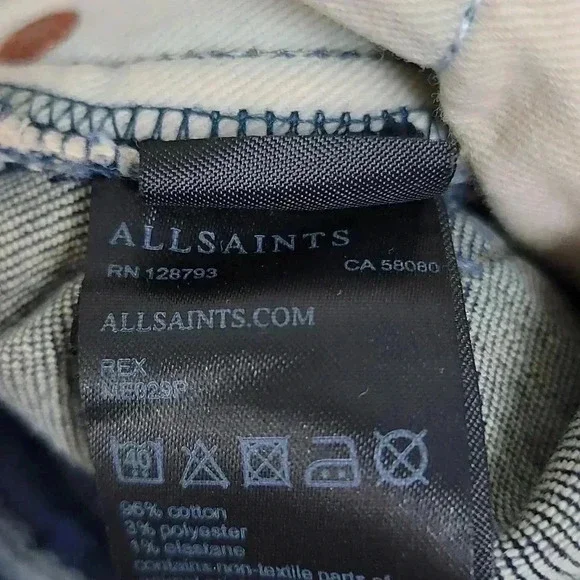 ALLSAINTS
RN 128793 CA 58080
ALLSAINTS.COM
REX
40
96% cotton
3% polyester
1% elastane
contains non-textile parts of